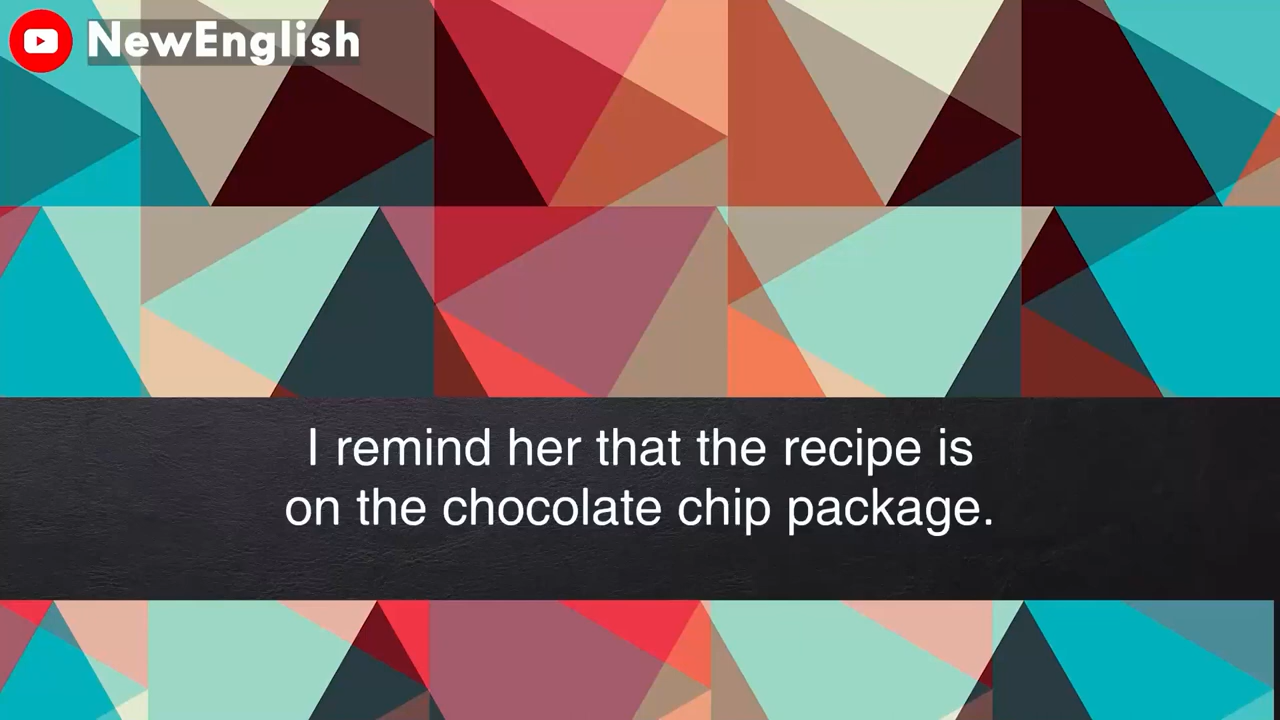 NewEnglish
I remind her that the recipe is
on the chocolate chip package.